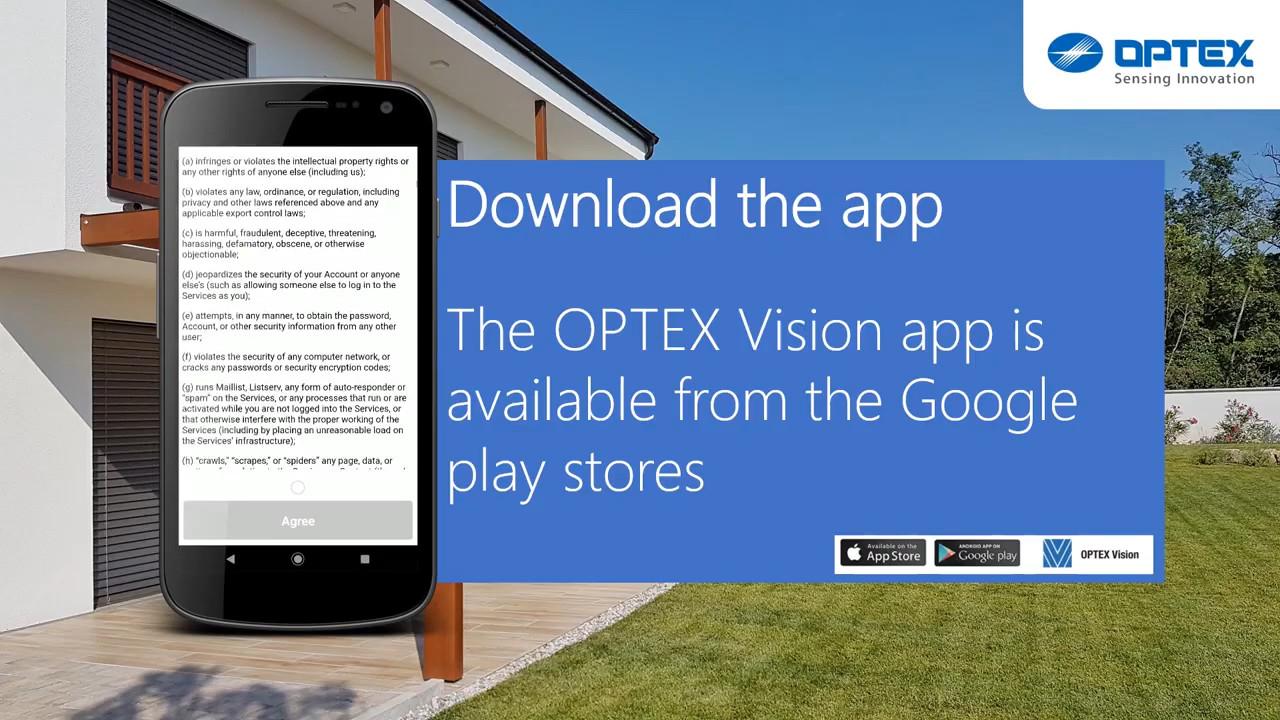 OPTEX
Sensing Innovation
(a) infringes or violates the intellectual property rights or
any other rights of anyone else (including us);
(b) violates any law, ordinance, or regulation, including
privacy and other laws referenced above and any
applicable export control laws;
(c) is harmful, fraudulent, deceptive, threatening,
harassing, defamatory, obscene, or otherwise
objectionable;
(d) jeopardizes the security of your Account or anyone
else's (such as allowing someone else to log in to the
Services as you);
(e) attempts, in any manner, to obtain the password,
Account, or other security information from any other
user;
(f) violates the security of any computer network, or
cracks any passwords or security encryption codes;
(g) runs Maillist, Listserv, any form of auto-responder or
"spam" on the Services, or any processes that run or are
activated while you are not logged into the Services, or
that otherwise interfere with the proper working of the
Services (including by placing an unreasonable load on
the Services' infrastructure);
(h) "crawls," "scrapes," or "spiders" any page, data, or
Agree
Download the app
The OPTEX Vision app is
available from the Google
play stores
Available on the
App Store
ANDROID APP ON
Google play
OPTEX Vision